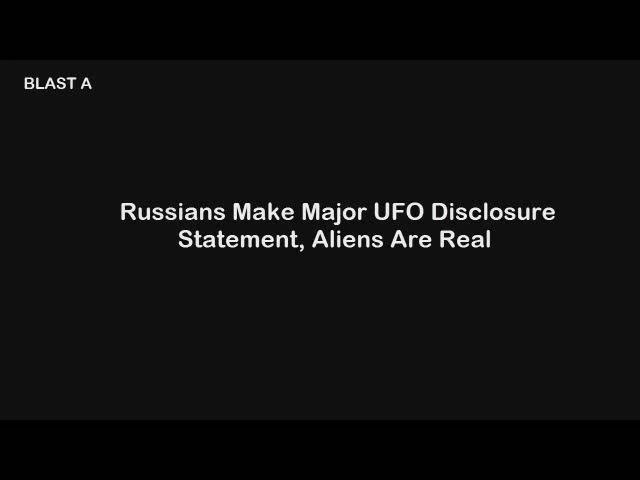 BLAST A
Russians Make Major UFO Disclosure
Statement, Aliens Are Real